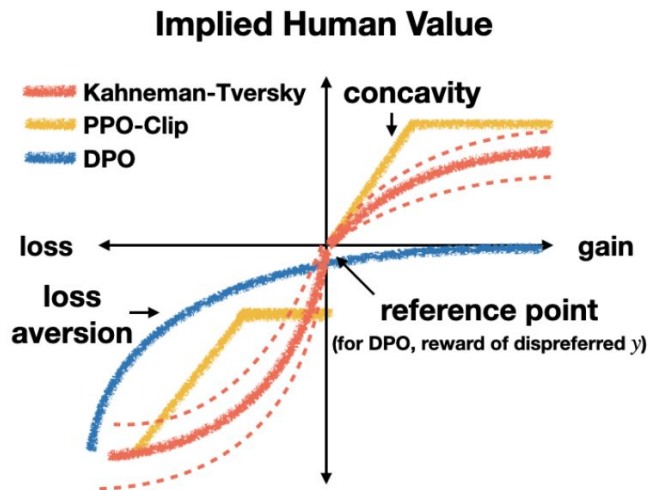 Implied Human Value
Kahneman-Tversky
PPO-Clip
DPO
concavity
loss
gain
loss
aversion
reference point
(for DPO, reward of dispreferred y)